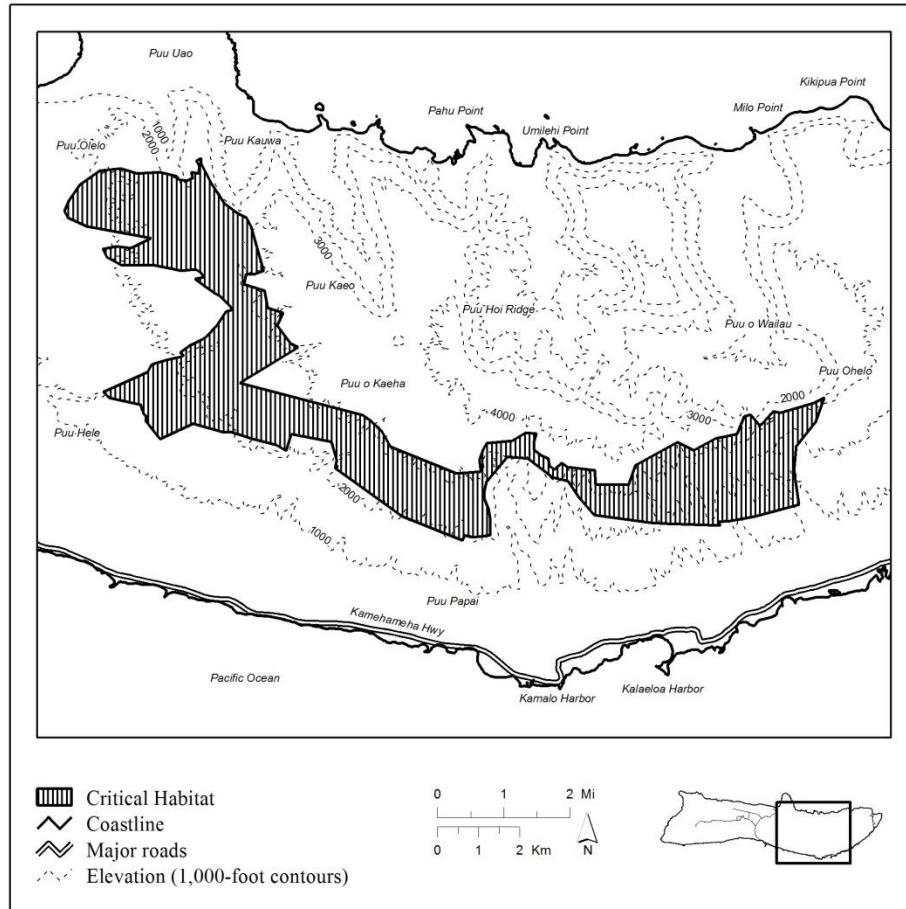 Puu Uao
Kikipua Point
Pahu Point
Milo Point
Umilehi Point
1000
2000
Puu Kauwa
Puu Olelo
3000
Puu Kaeo
Puu Hoi Ridge
Puu o Wailau
Puu Ohelo
Puu o Kaeha
2000
4000
3000
Puu Hele
2000
1000
Puu Papai
Kamehameha Hwy
Pacific Ocean
Kamalo Harbor
Kalaeloa Harbor
Critical Habitat
Coastline
Major roads
Elevation (1,000-foot contours)
0 1 2 Mi
0 1 2 Km
N